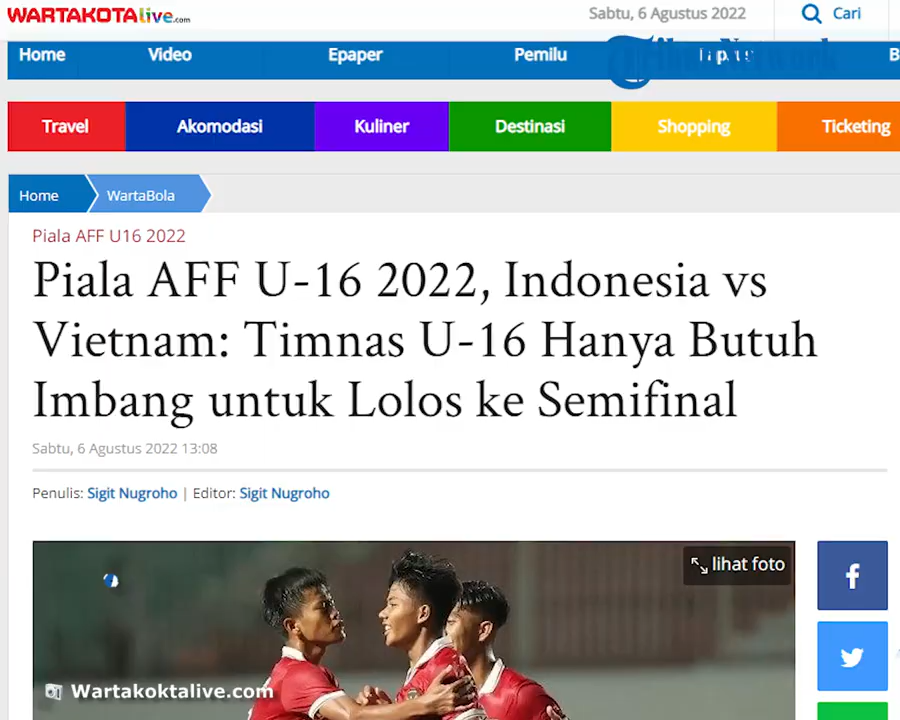 WARTAKOTAlive.com
Sabtu, 6 Agustus 2022
Cari
Home Video Epaper Pemilu
Travel Akomodasi Kuliner Destinasi Shopping Ticketing
Home WartaBola
Piala AFF U16 2022
Piala AFF U-16 2022, Indonesia vs
Vietnam: Timnas U-16 Hanya Butuh
Imbang untuk Lolos ke Semifinal
Sabtu, 6 Agustus 2022 13:08
Penulis: Sigit Nugroho | Editor: Sigit Nugroho
lihat foto
Wartakoktalive.com